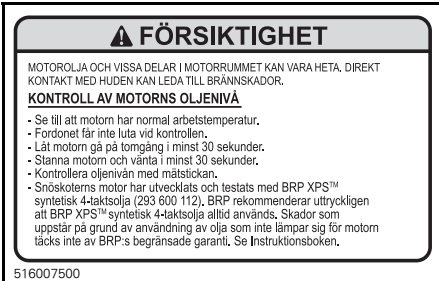 ⚠ FÖRSIKTIGHET
MOTOROLJA OCH VISSA DELAR I MOTORRUMMET KAN VARA HETA. DIREKT
KONTAKT MED HUDEN KAN LEDA TILL BRÄNNSKADOR.
KONTROLL AV MOTORNS OLJENIVÅ
- Se till att motorn har normal arbetstemperatur.
- Fordonet får inte luta vid kontrollen.
- Låt motorn gå på tomgång i minst 30 sekunder.
- Stanna motorn och vänta i minst 30 sekunder.
- Kontrollera oljenivån med mätstickan.
- Snöskoterns motor har utvecklats och testats med BRP XPS™
syntetisk 4-taktsolja (293 600 112). BRP rekommenderar uttryckligen
att BRP XPS™ syntetisk 4-taktsolja alltid används. Skador som
uppstår på grund av användning av olja som inte lämpar sig för motorn
täcks inte av BRP:s begränsade garanti. Se Instruktionsboken.
516007500